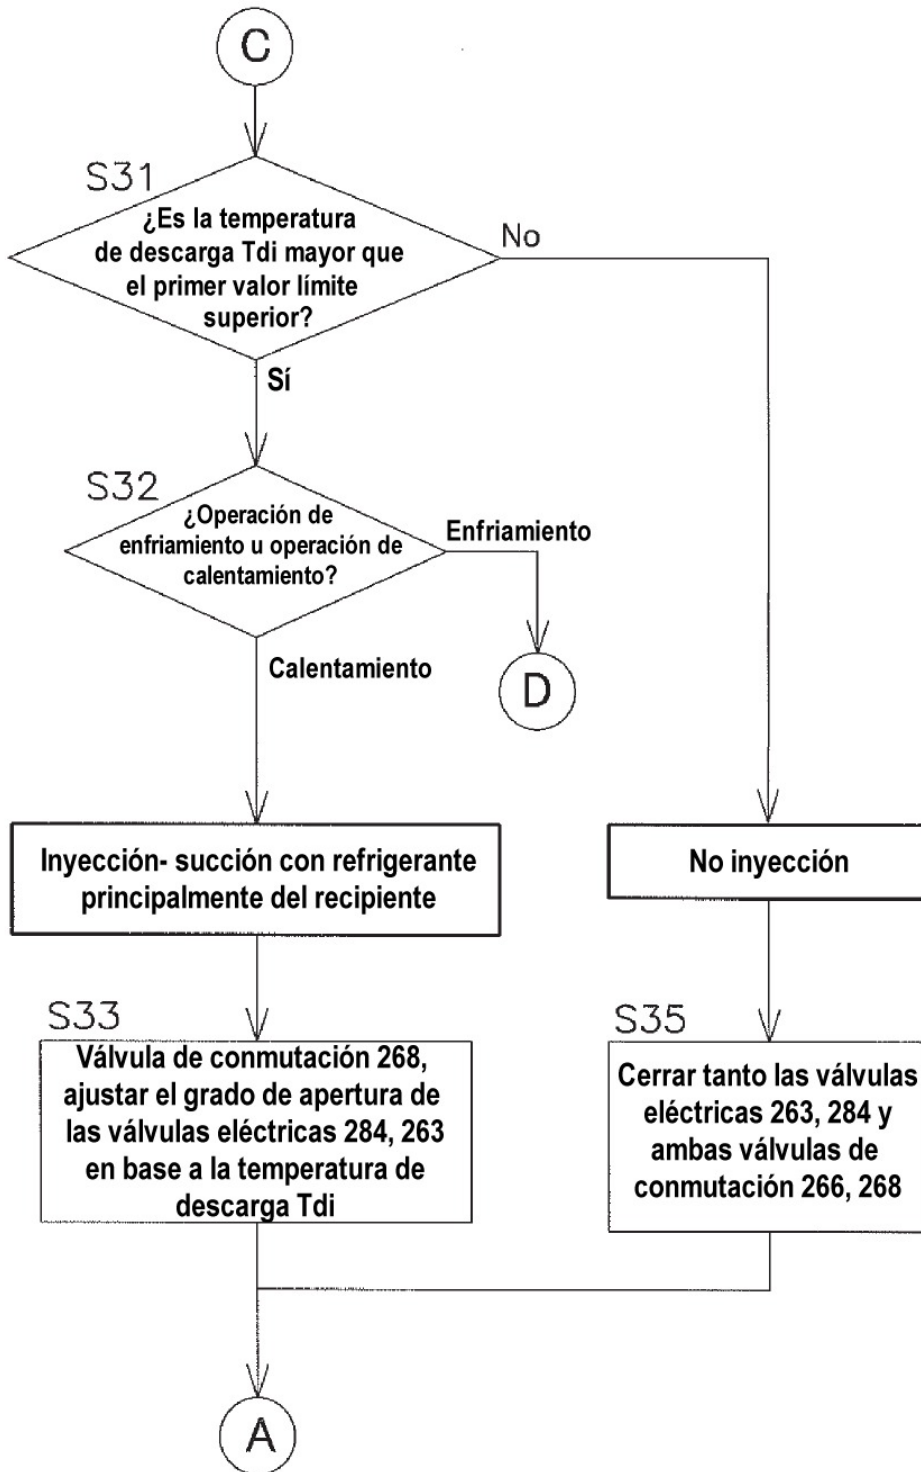 C
S31
¿Es la temperatura
de descarga Tdi mayor que
el primer valor límite
superior?
No
Sí
S32
¿Operación de
enfriamiento u operación de
calentamiento?
Enfriamiento
Calentamiento
D
Inyección- succión con refrigerante
principalmente del recipiente
No inyección
S33
Válvula de conmutación 268,
ajustar el grado de apertura de
las válvulas eléctricas 284, 263
en base a la temperatura de
descarga Tdi
S35
Cerrar tanto las válvulas
eléctricas 263, 284 y
ambas válvulas de
conmutación 266, 268
A